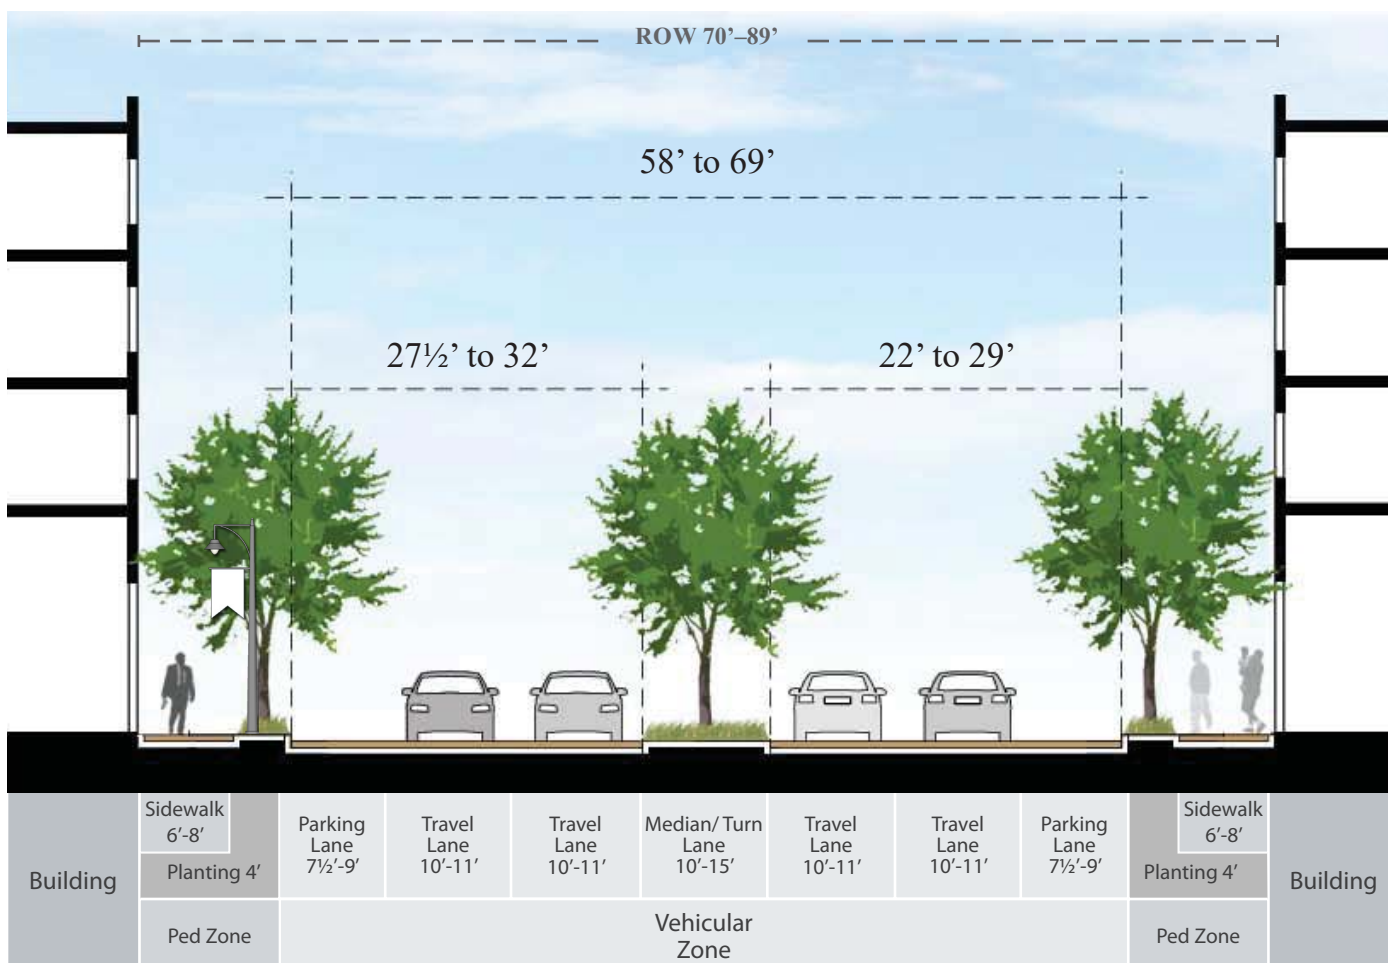 ROW 70’–89’
58’ to 69’
27½’ to 32’
22’ to 29’
Building
Sidewalk
6’-8’
Planting 4’
Ped Zone
Parking
Lane
7½’-9’
Travel
Lane
10’-11’
Travel
Lane
10’-11’
Median/ Turn
Lane
10’-15’
Travel
Lane
10’-11’
Travel
Lane
10’-11’
Parking
Lane
7½’-9’
Vehicular
Zone
Sidewalk
6’-8’
Planting 4’
Ped Zone
Building